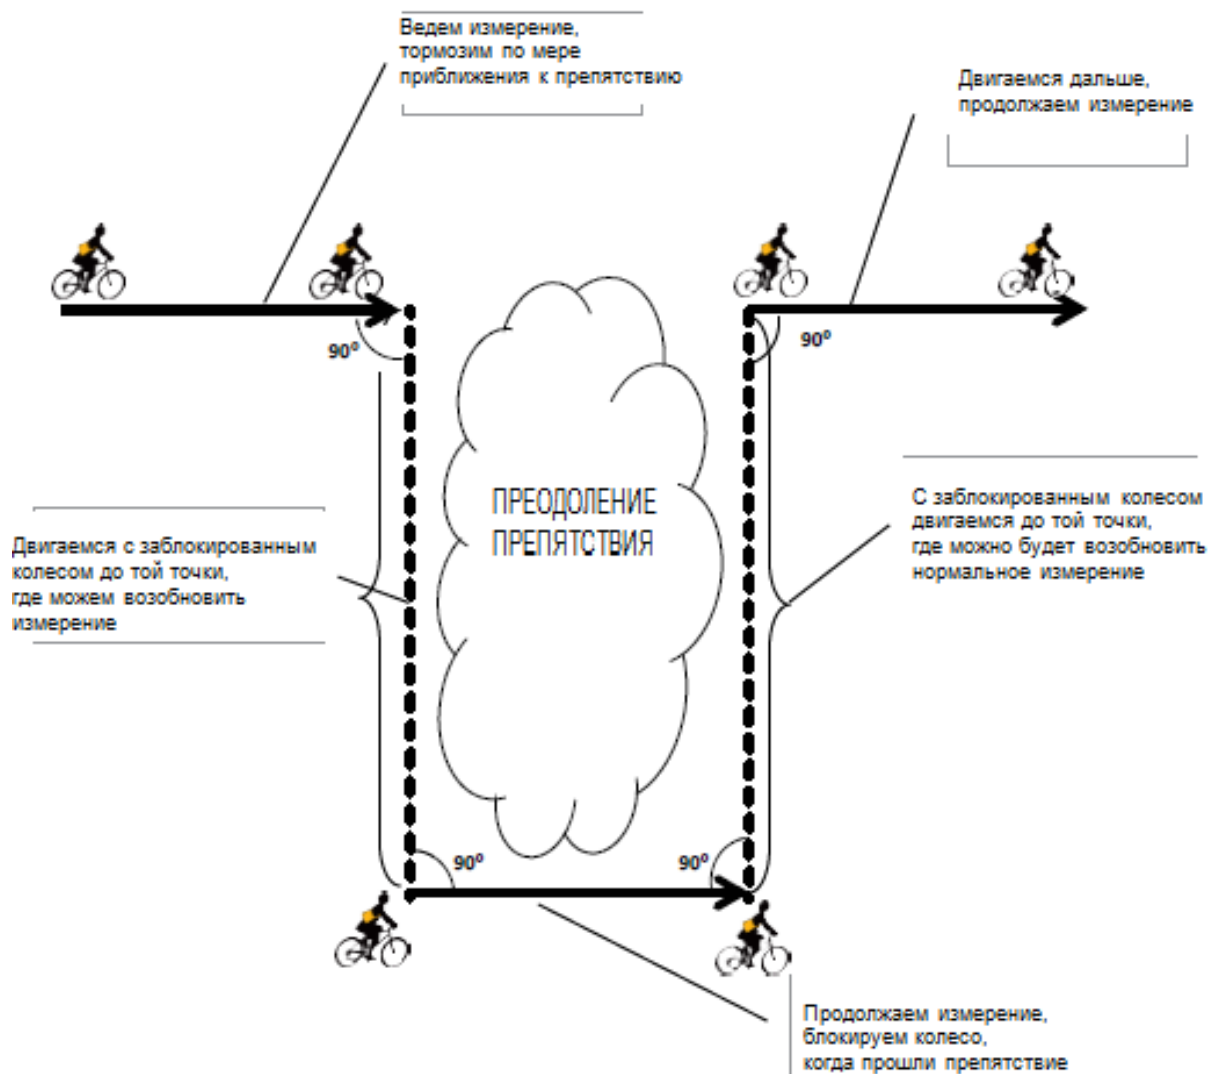 Ведем измерение,
тормозим по мере
приближения к препятствию
Двигаемся дальше,
продолжаем измерение
90⁰
90⁰
ПРЕОДОЛЕНИЕ
ПРЕПЯТСТВИЯ
Двигаемся с заблокированным
колесом до той точки,
где можем возобновить
измерение
С заблокированным колесом
двигаемся до той точки,
где можно будет возобновить
нормальное измерение
90⁰
90⁰
Продолжаем измерение,
блокируем колесо,
когда прошли препятствие